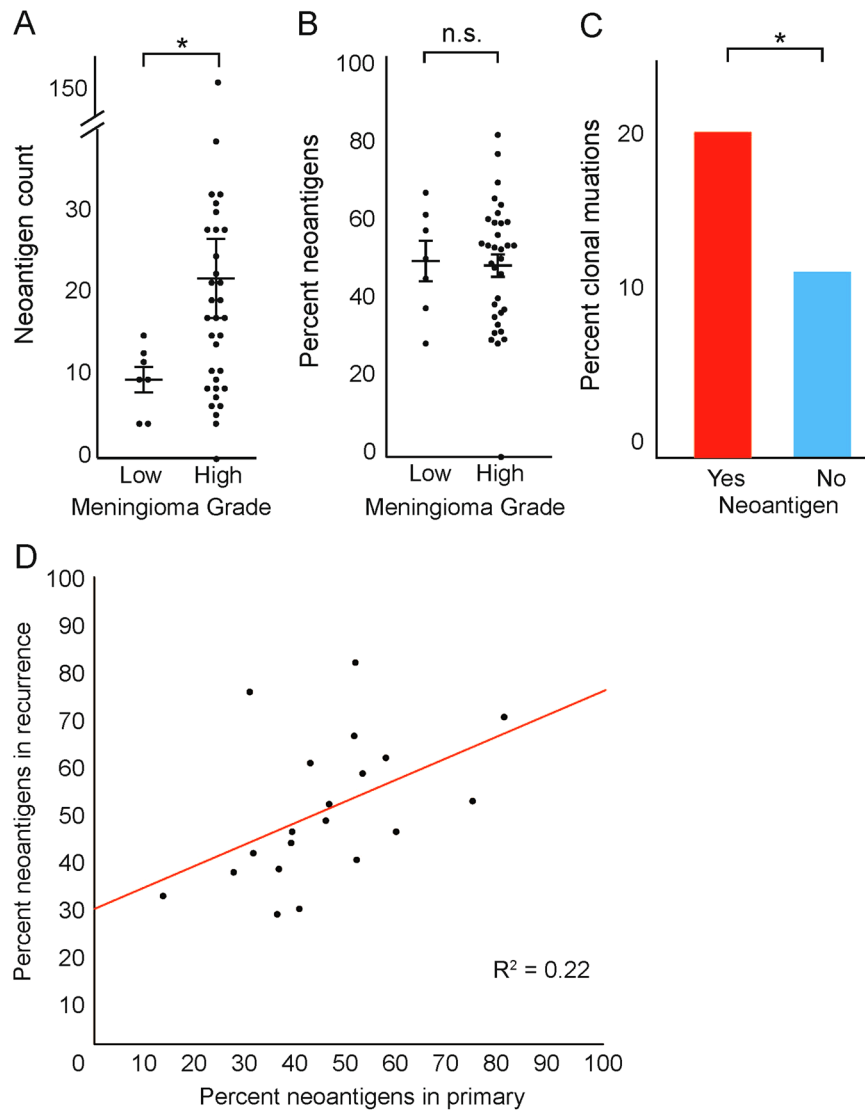 A
*
150
30
20
10
0
Neoantigen count
Low High
Meningioma Grade
B
n.s.
100
80
60
40
20
0
Percent neoantigens
Low High
Meningioma Grade
C
*
20
10
0
Percent clonal muations
Yes No
Neoantigen
D
100
90
80
70
60
50
40
30
20
10
Percent neoantigens in recurrence
R² = 0.22
0 10 20 30 40 50 60 70 80 90 100
Percent neoantigens in primary